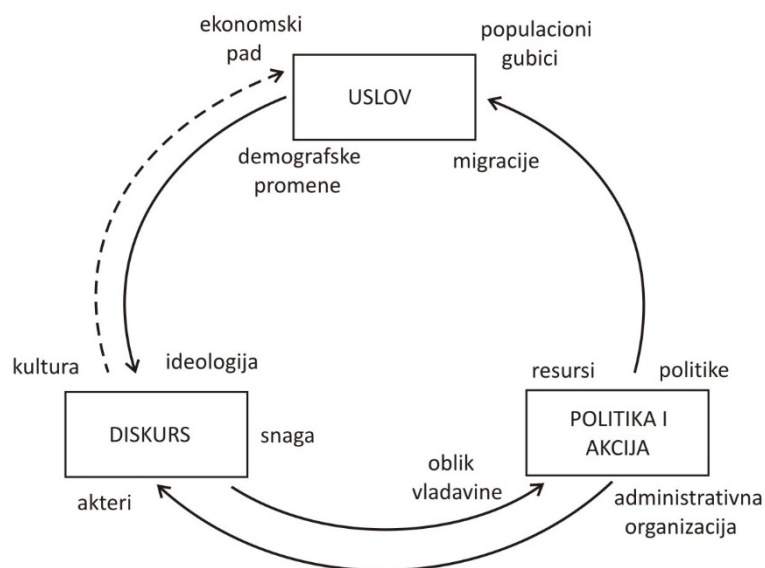 ekonomski
pad
populacioni
gubici
USLOV
demografske
promene
migracije
kultura
ideologija
DISKURS
snaga
akteri
resursi
politike
POLITIKA I
AKCIJA
oblik
vladavine
administrativna
organizacija